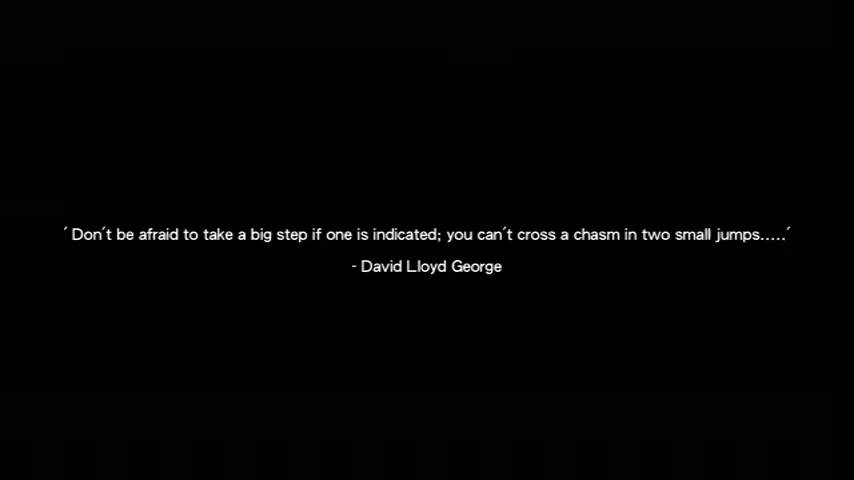 ´ Don´t be afraid to take a big step if one is indicated; you can´t cross a chasm in two small jumps.....´
- David Lloyd George